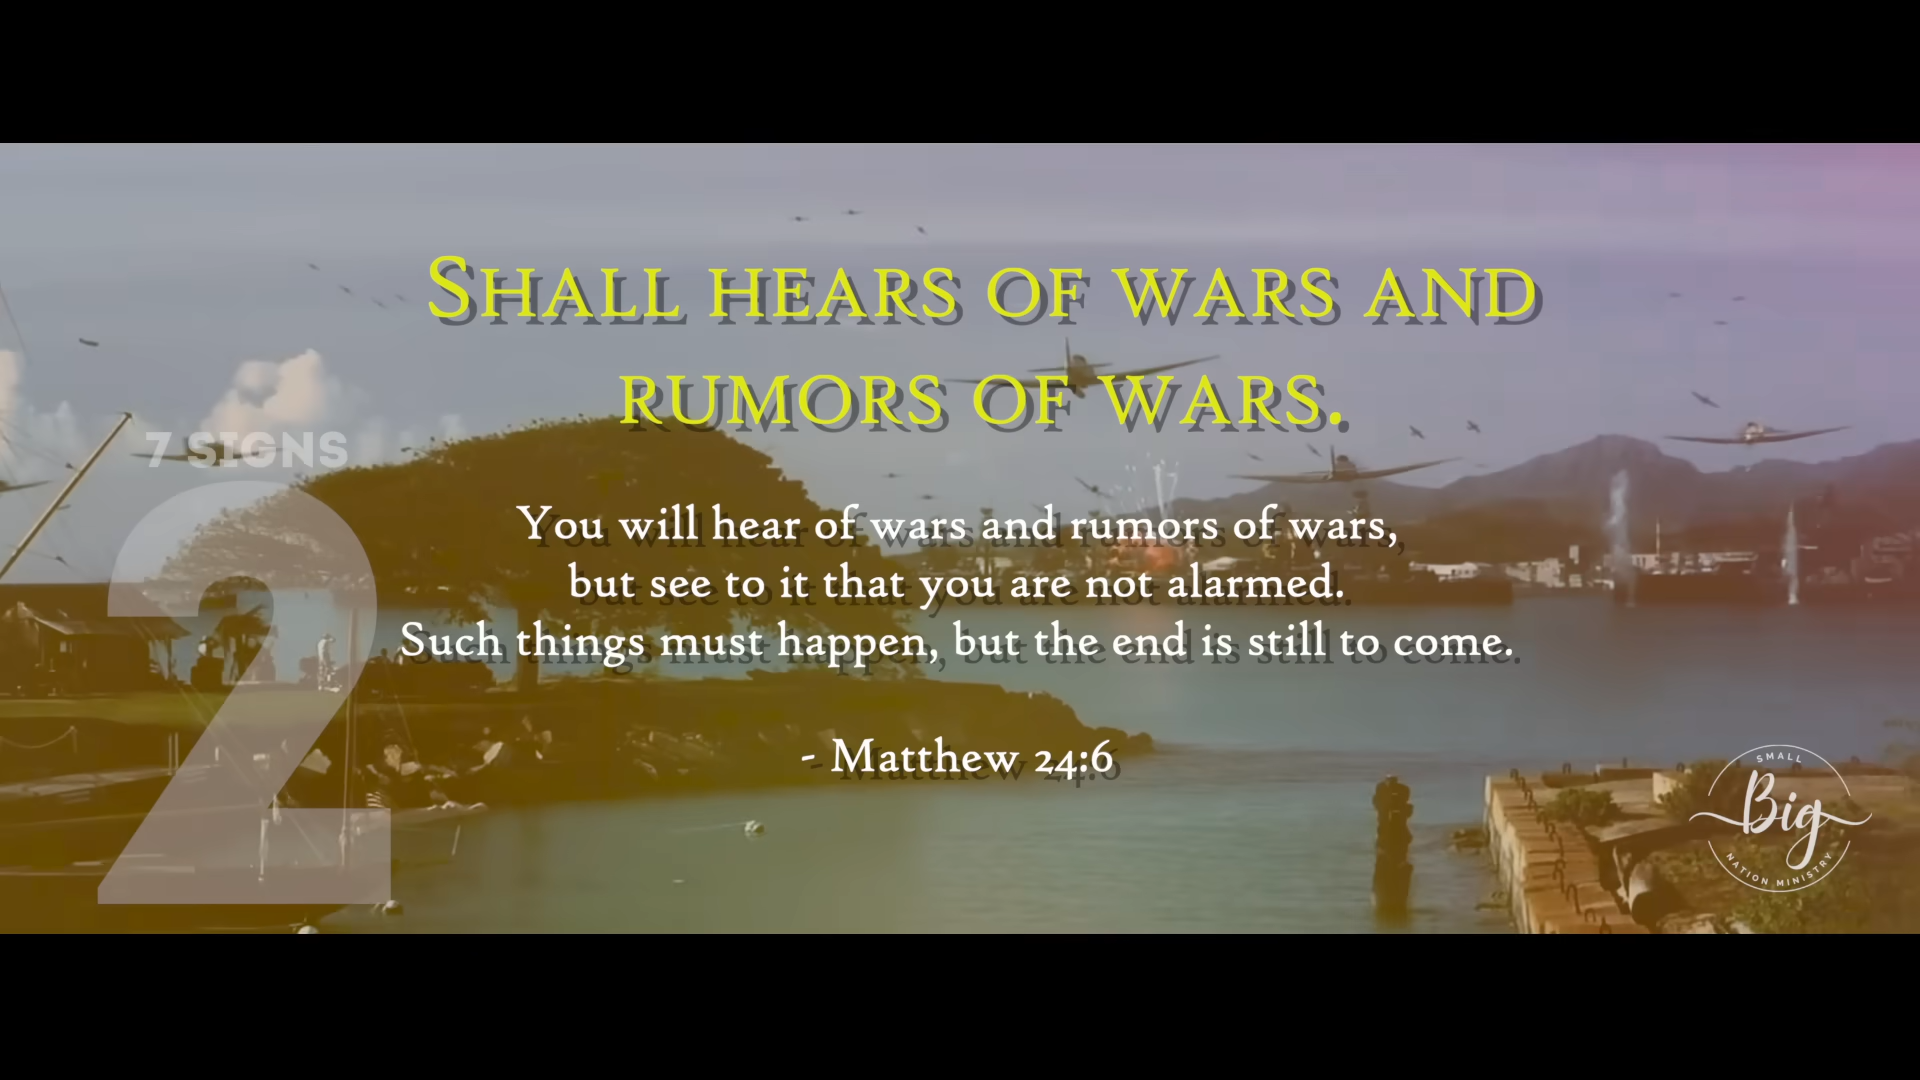 Shall hears of wars and
rumors of wars.
7 SIGNS
2
You will hear of wars and rumors of wars,
but see to it that you are not alarmed.
Such things must happen, but the end is still to come.
- Matthew 24:6
SMALL
Big
NATION MINISTRY